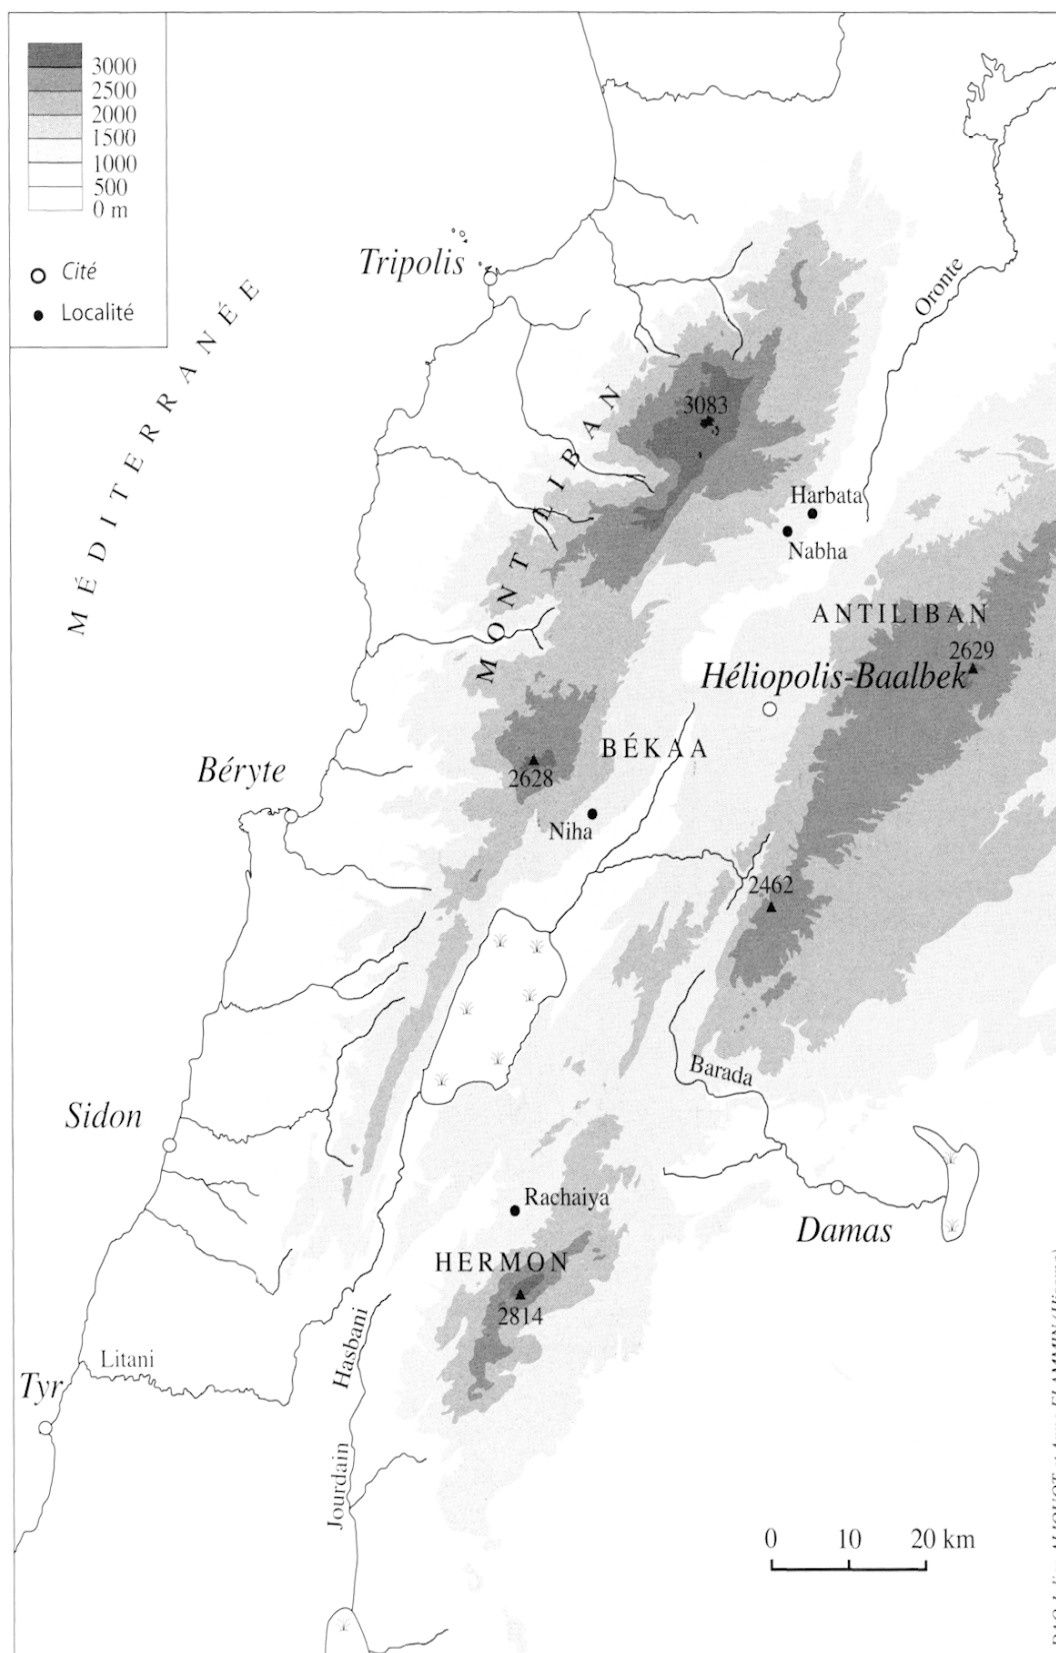 3000
2500
2000
1500
1000
500
0 m
Cité
Localité
MÉDITERRANÉE
Tripolis
Oronte
3083
MONT LIBAN
Harbata
Nabha
ANTILIBAN
2629
Héliopolis-Baalbek
BÉKAA
Béryte
2628
Niha
2462
Barada
Sidon
Rachaiya
Damas
HERMON
2814
Hasbani
Litani
Tyr
Jourdain
0 10 20 km